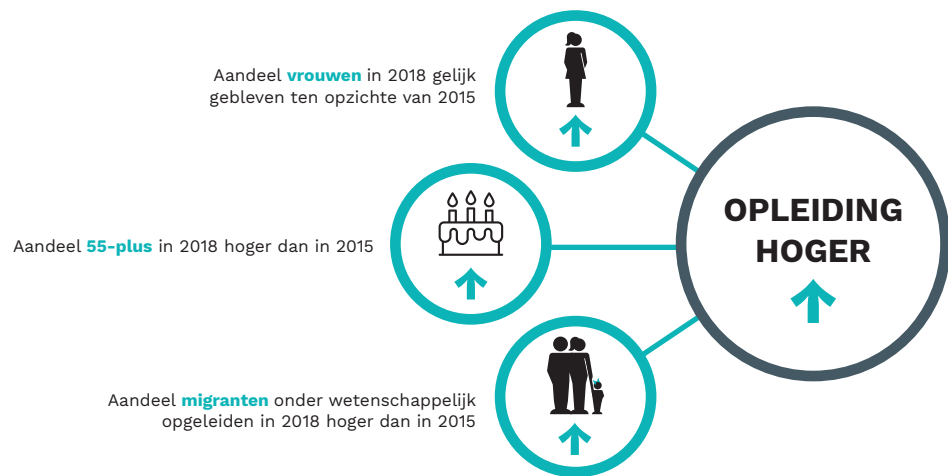 Aandeel vrouwen in 2018 gelijk
gebleven ten opzichte van 2015
Aandeel 55-plus in 2018 hoger dan in 2015
Aandeel migranten onder wetenschappelijk
opgeleiden in 2018 hoger dan in 2015
OPLEIDING
HOGER